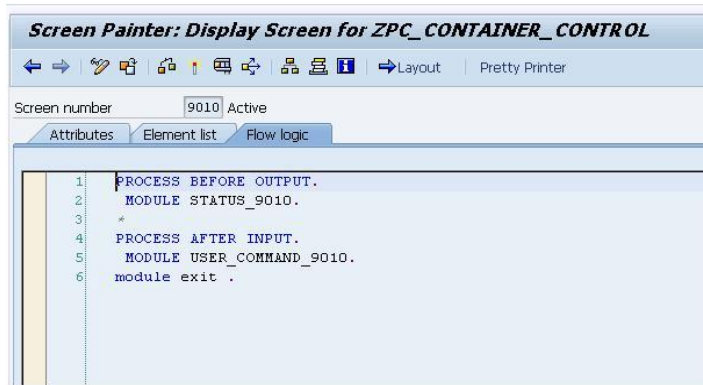 Screen Painter: Display Screen for ZPC_CONTAINER_CONTROL
Layout Pretty Printer
Screen number 9010 Active
Attributes Element list Flow logic
1 PROCESS BEFORE OUTPUT.
2 MODULE STATUS_9010.
3 *
4 PROCESS AFTER INPUT.
5 MODULE USER_COMMAND_9010.
6 module exit .